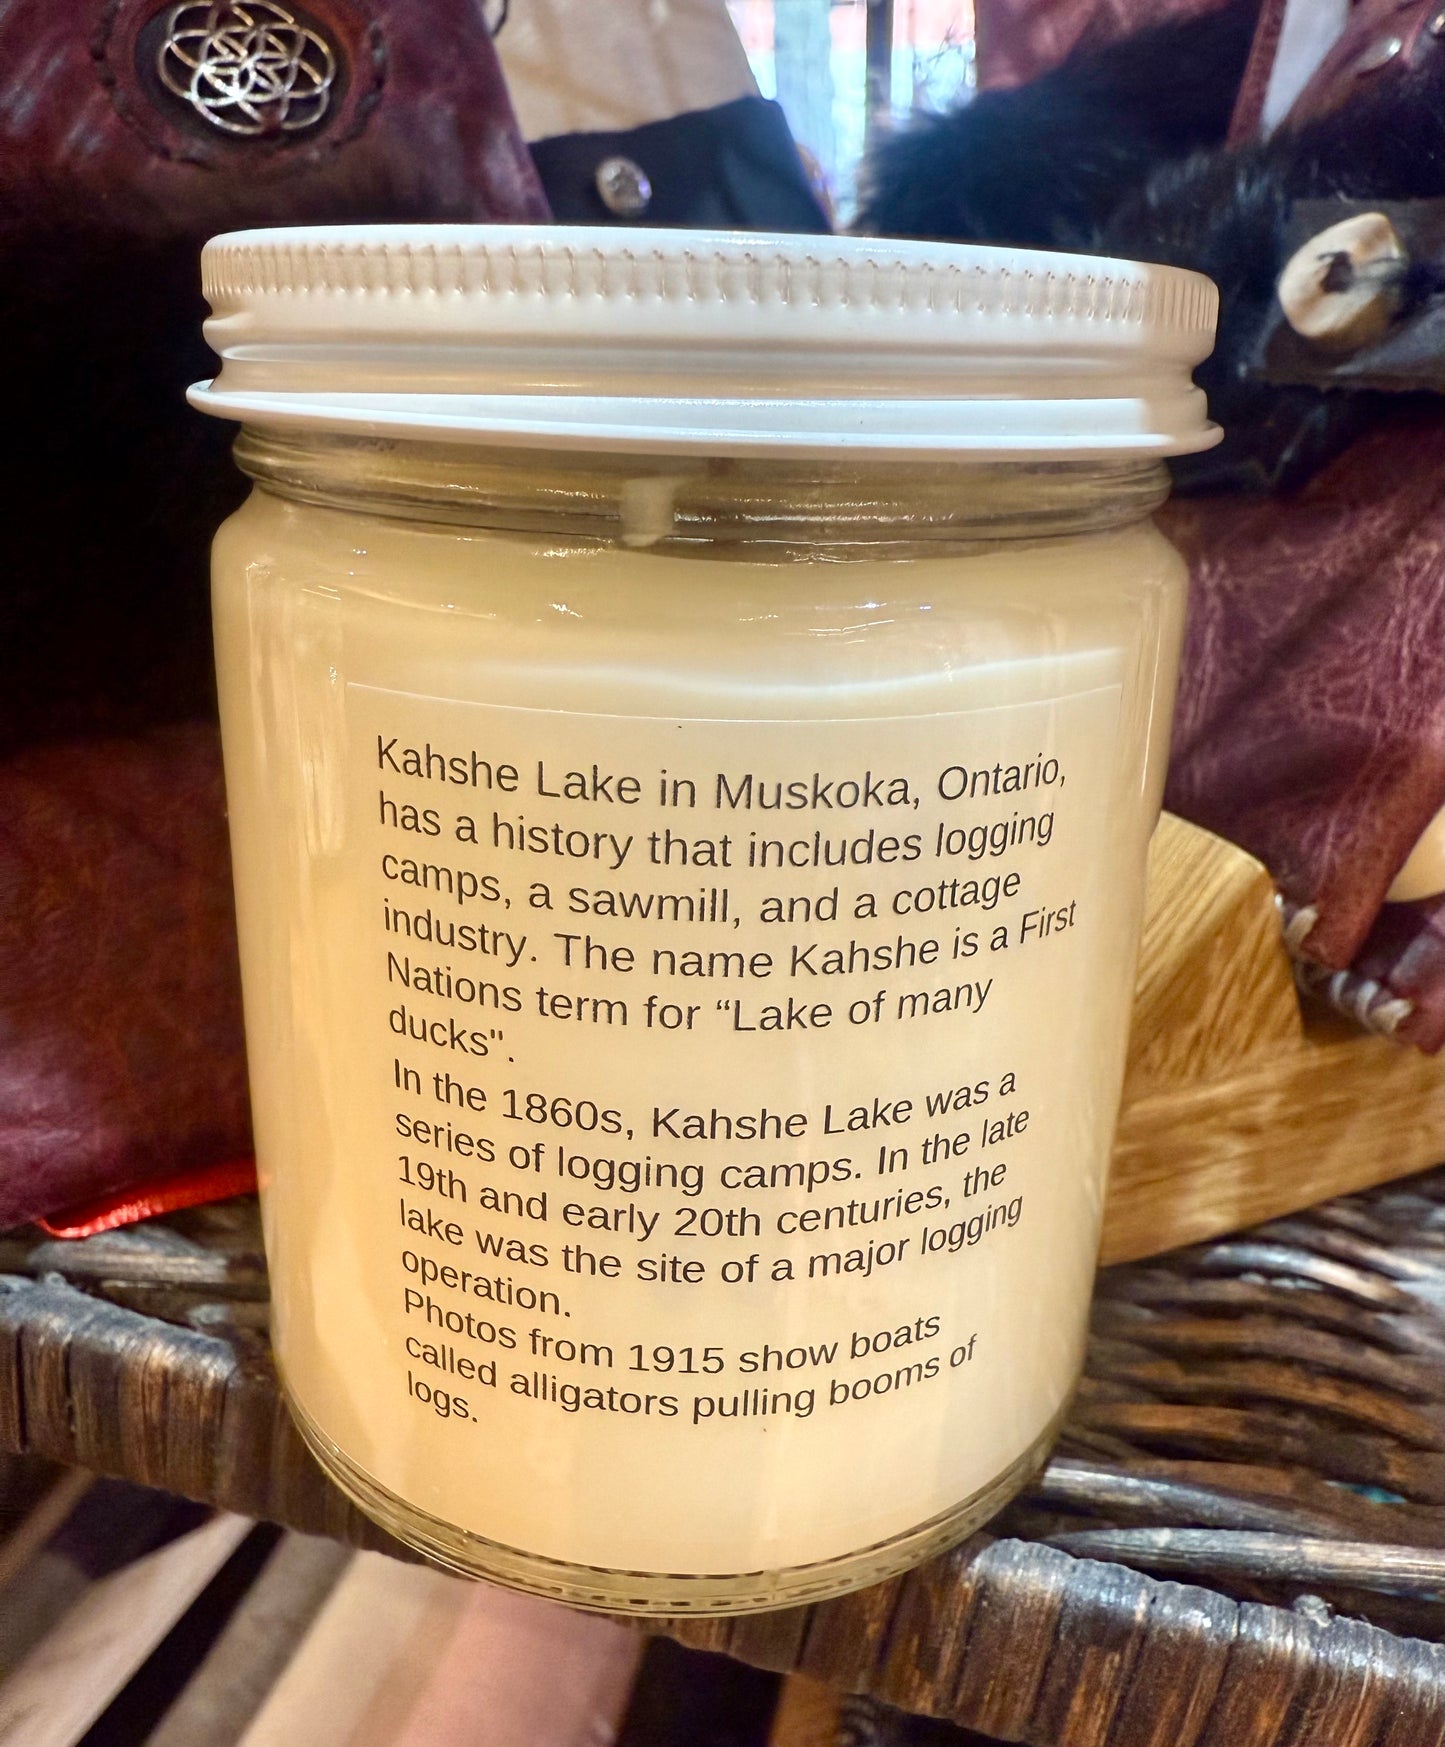 Kahshe Lake in Muskoka, Ontario,
has a history that includes logging
camps, a sawmill, and a cottage
industry. The name Kahshe is a First
Nations term for “Lake of many
ducks".
In the 1860s, Kahshe Lake was a
series of logging camps. In the late
19th and early 20th centuries, the
lake was the site of a major logging
operation.
Photos from 1915 show boats
called alligators pulling booms of
logs.